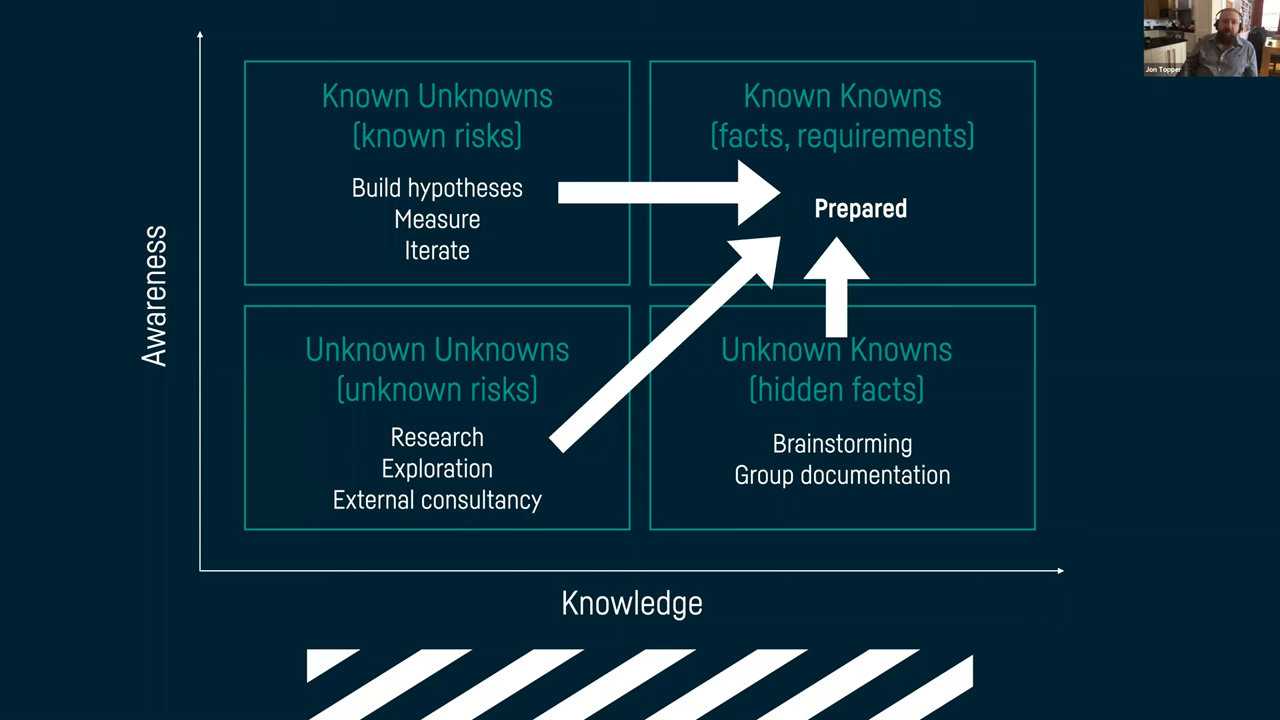 Jon Topper
Known Unknowns
(known risks)
Build hypotheses
Measure
Iterate
Known Knowns
(facts, requirements)
Prepared
Awareness
Unknown Unknowns
(unknown risks)
Research
Exploration
External consultancy
Unknown Knowns
(hidden facts)
Brainstorming
Group documentation
Knowledge